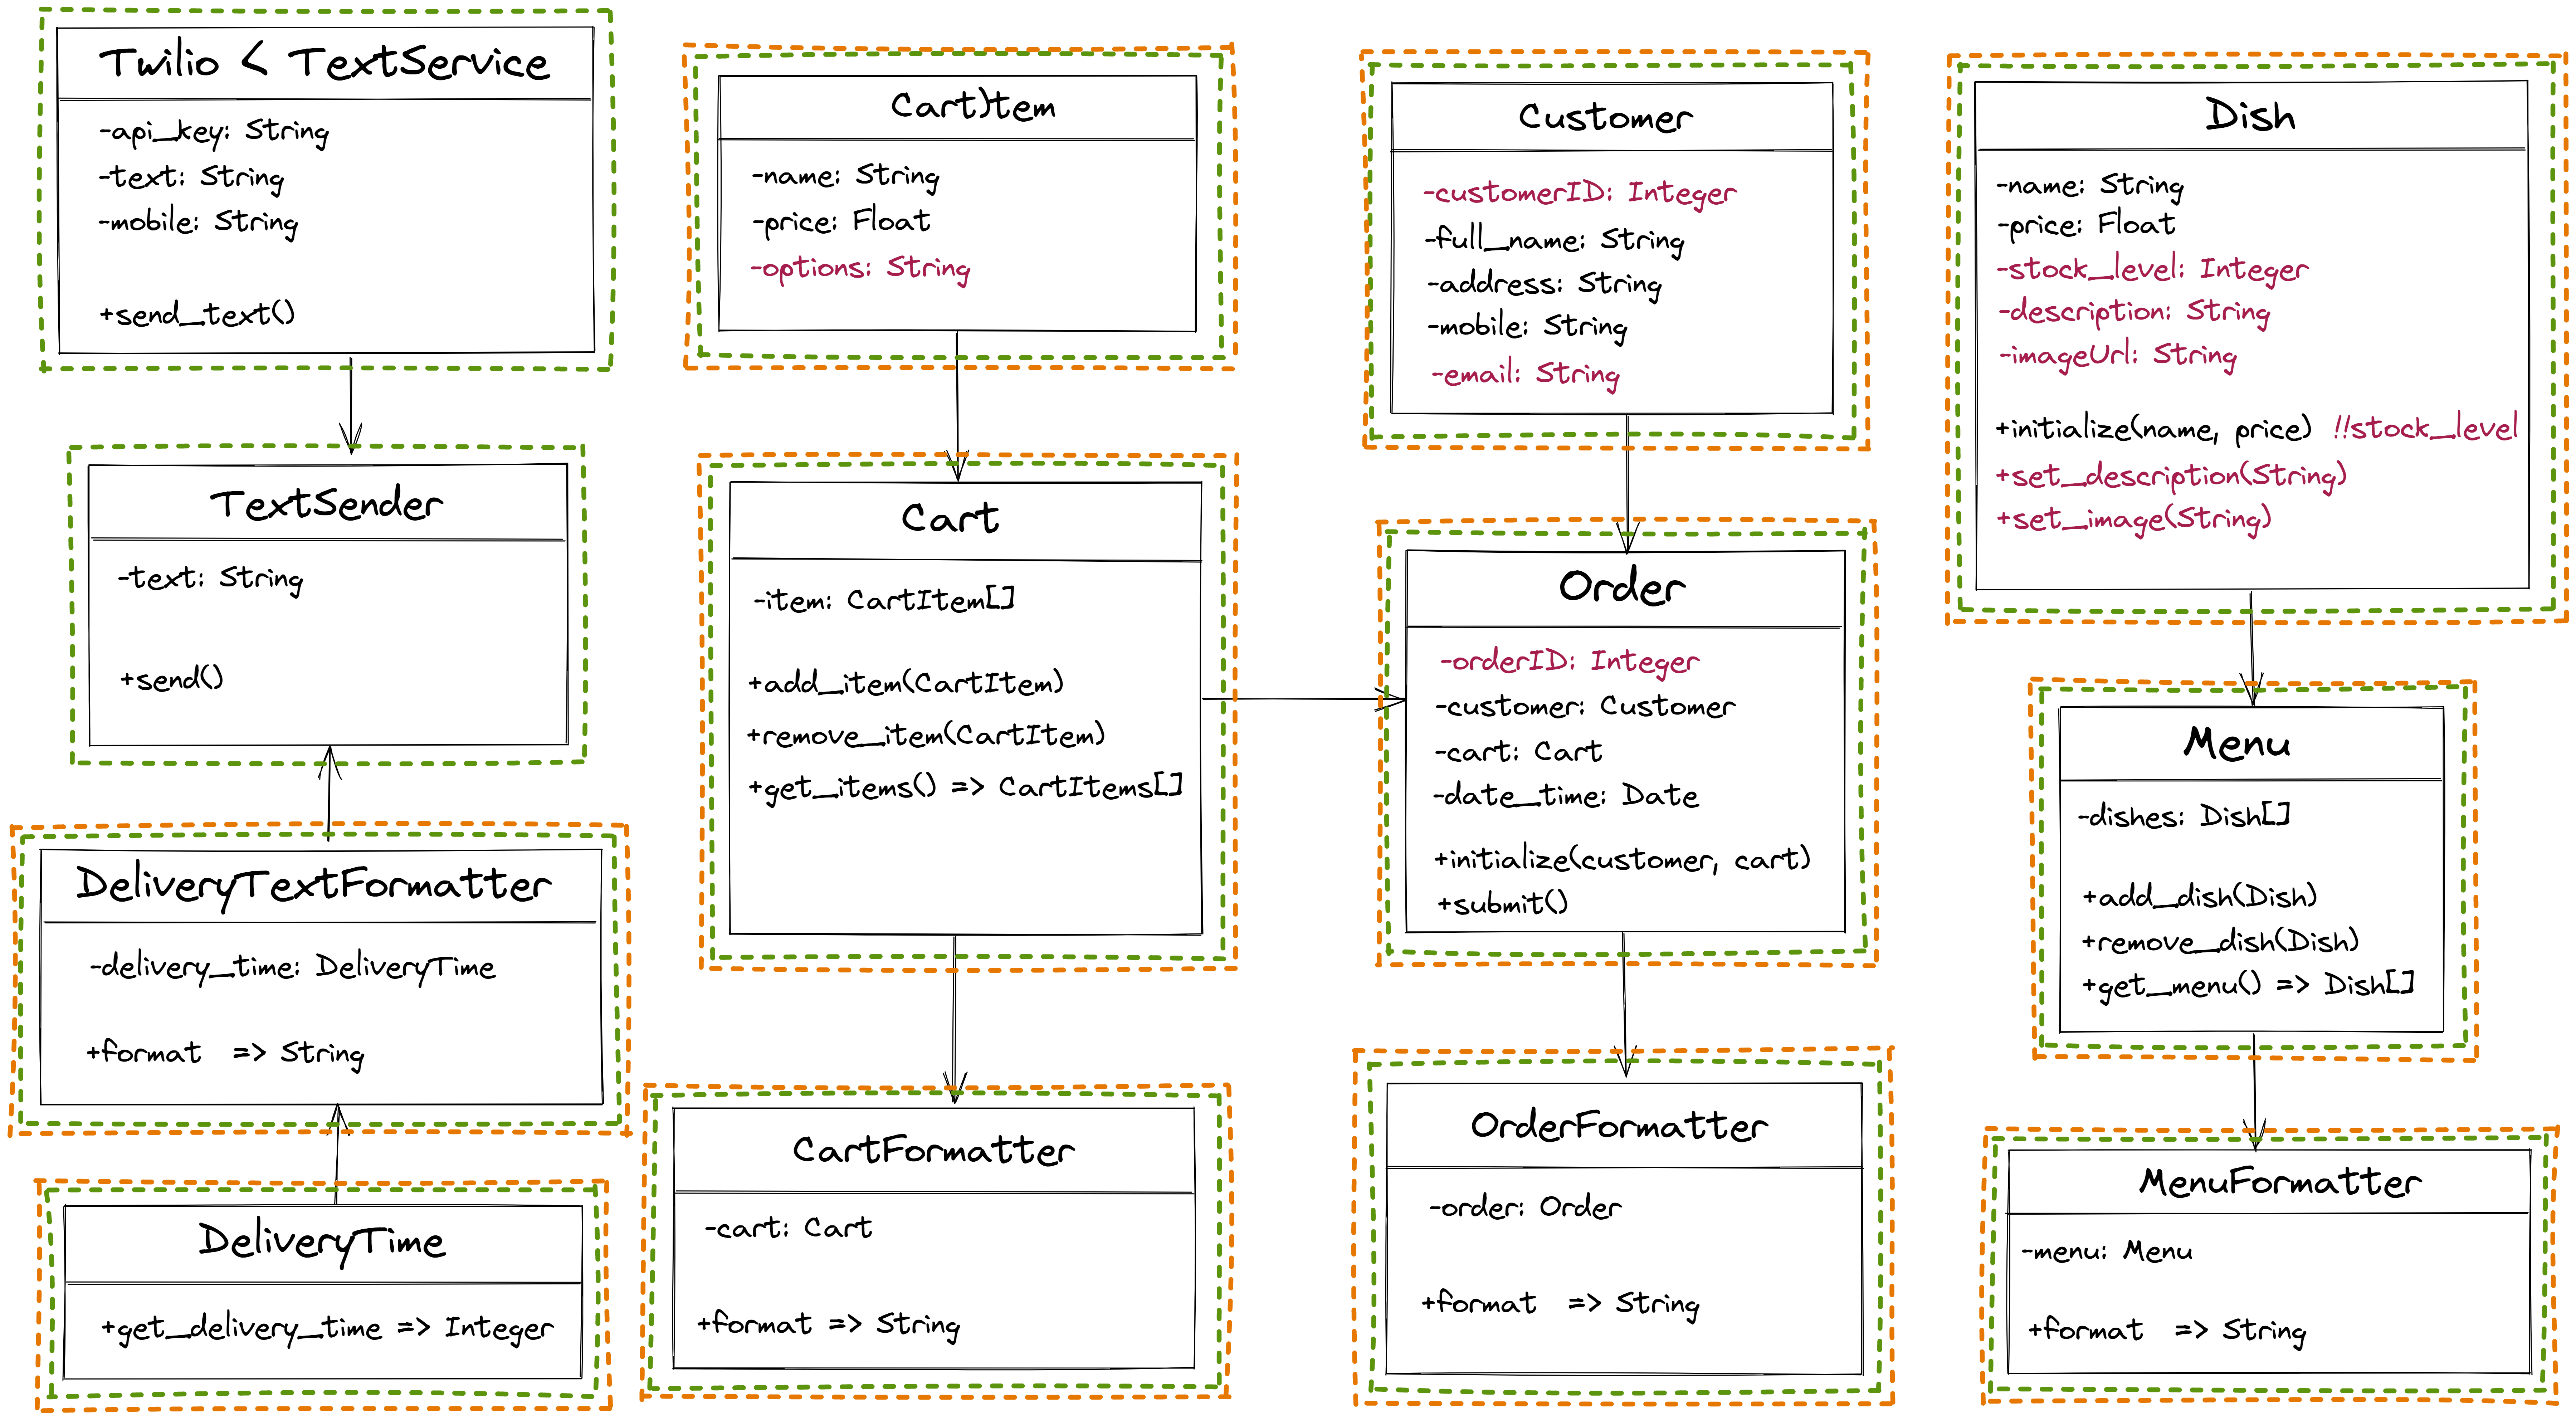 Twilio < TextService
-api_key: String
-text: String
-mobile: String
+send_text()
TextSender
-text: String
+send()
DeliveryTextFormatter
-delivery_time: DeliveryTime
+format => String
DeliveryTime
+get_delivery_time => Integer
CartItem
-name: String
-price: Float
-options: String
Cart
-item: CartItem[]
+add_item(CartItem)
+remove_item(CartItem)
+get_items() => CartItems[]
CartFormatter
-cart: Cart
+format => String
Customer
-customerID: Integer
-full_name: String
-address: String
-mobile: String
-email: String
Order
-orderID: Integer
-customer: Customer
-cart: Cart
-date_time: Date
+initialize(customer, cart)
+submit()
OrderFormatter
-order: Order
+format => String
Dish
-name: String
-price: Float
-stock_level: Integer
-description: String
-imageUrl: String
+initialize(name, price) !!stock_level
+set_description(String)
+set_image(String)
Menu
-dishes: Dish[]
+add_dish(Dish)
+remove_dish(Dish)
+get_menu() => Dish[]
MenuFormatter
-menu: Menu
+format => String